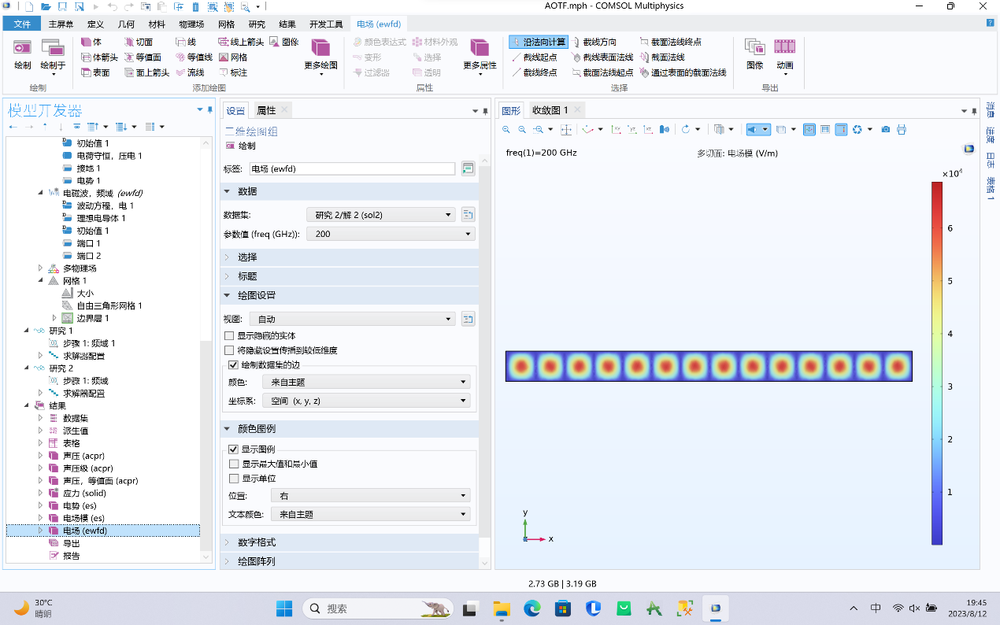 AOTF.mph - COMSOL Multiphysics
文件 主屏幕 定义 几何 材料 物理场 网格 研究 结果 开发工具 电场 (ewfd)
体 切面 线 线上箭头 图像 颜色表达式 材料外观 沿法向计算 截线方向 截面法线终点
绘制 绘制于 体箭头 等值面 等值线 网格 更多绘图 变形 选择 更多属性 截线起点 截线表面法线 截面法线 图像 动画
表面 面上箭头 流线 标注 过滤器 透明 截线终点 截面法线起点 通过表面的截面法线
绘制 添加绘图 属性 选择 导出
模型开发器
初始值 1
电荷守恒，压电 1
接地 1
电势 1
电磁波，频域 (ewfd)
波动方程，电 1
理想电导体 1
初始值 1
端口 1
端口 2
多物理场
网格 1
大小
自由三角形网格 1
边界层 1
研究 1
步骤 1: 频域 1
求解器配置
研究 2
步骤 1: 频域
求解器配置
结果
数据集
派生值
表格
声压 (acpr)
声压级 (acpr)
声压，等值面 (acpr)
应力 (solid)
电势 (es)
电场模 (es)
电场 (ewfd)
导出
报告
设置 属性
二维绘图组
绘制
标签: 电场 (ewfd)
数据
数据集: 研究 2/解 2 (sol2)
参数值 (freq (GHz)): 200
选择
标题
绘图设置
视图: 自动
显示隐藏的实体
将隐藏设置传播到较低维度
绘制数据集的边
颜色: 来自主题
坐标系: 空间 (x, y, z)
颜色图例
显示图例
显示最大值和最小值
显示单位
位置: 右
文本颜色: 来自主题
数字格式
绘图阵列
图形 收敛图 1
freq(1)=200 GHz 多切面: 电场模 (V/m)
×10⁴
6
5
4
3
2
1
y
x
消息
进度
日志
表格 1
2.73 GB | 3.19 GB
30°C
晴朗
搜索
中
19:45
2023/8/12